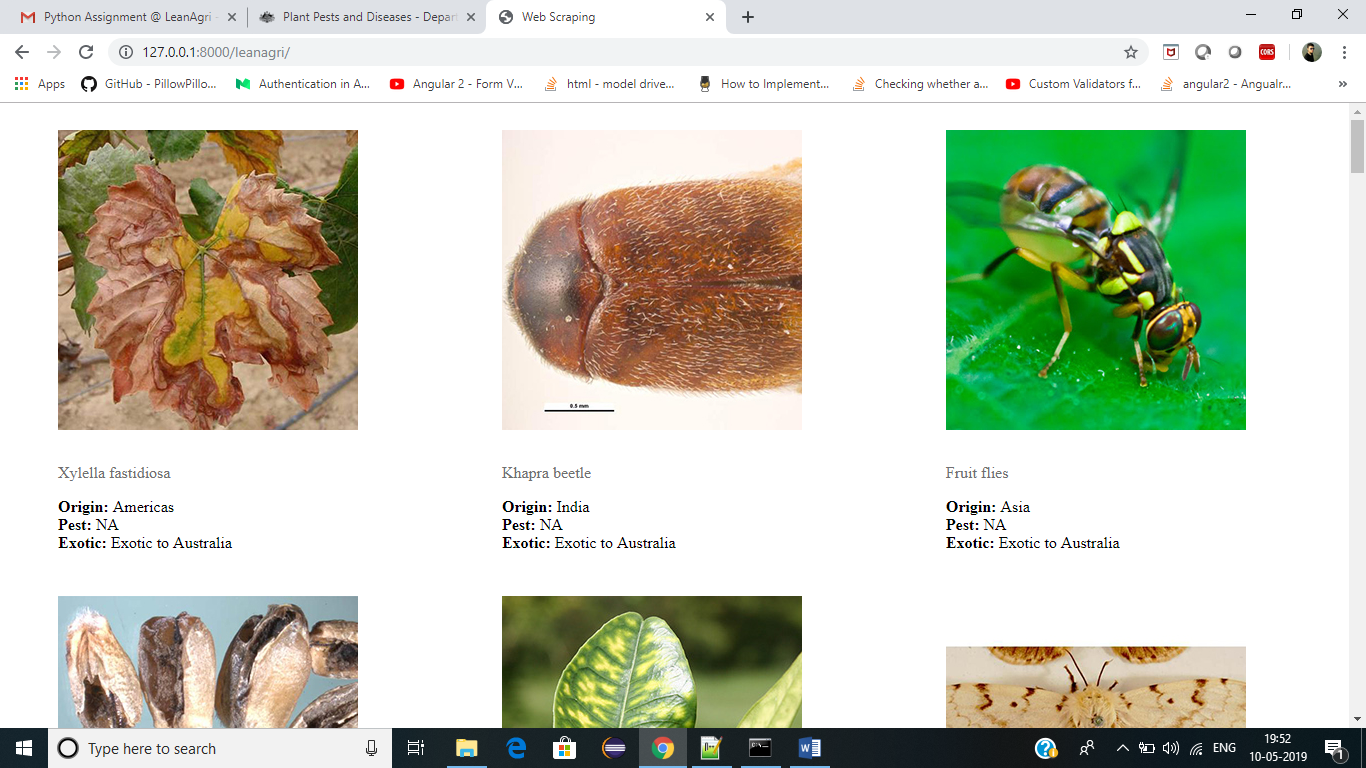 Python Assignment @ LeanAgri -
Plant Pests and Diseases - Depart
Web Scraping
127.0.0.1:8000/leanagri/
CORS
Apps
GitHub - PillowPillo...
Authentication in A...
Angular 2 - Form V...
html - model drive...
How to Implement...
Checking whether a...
Custom Validators f...
angular2 - Angualr...
»
0.5 mm
Xylella fastidiosa
Khapra beetle
Fruit flies
Origin: Americas
Pest: NA
Exotic: Exotic to Australia
Origin: India
Pest: NA
Exotic: Exotic to Australia
Origin: Asia
Pest: NA
Exotic: Exotic to Australia
Type here to search
ENG
19:52
10-05-2019
1